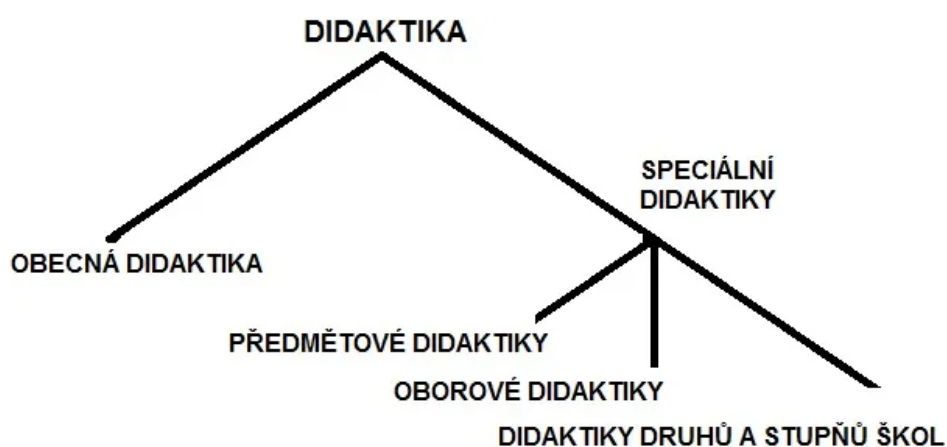 DIDAKTIKA
SPECIÁLNÍ
DIDAKTIKY
OBECNÁ DIDAKTIKA
PŘEDMĚTOVÉ DIDAKTIKY
OBOROVÉ DIDAKTIKY
DIDAKTIKY DRUHŮ A STUPŇŮ ŠKOL